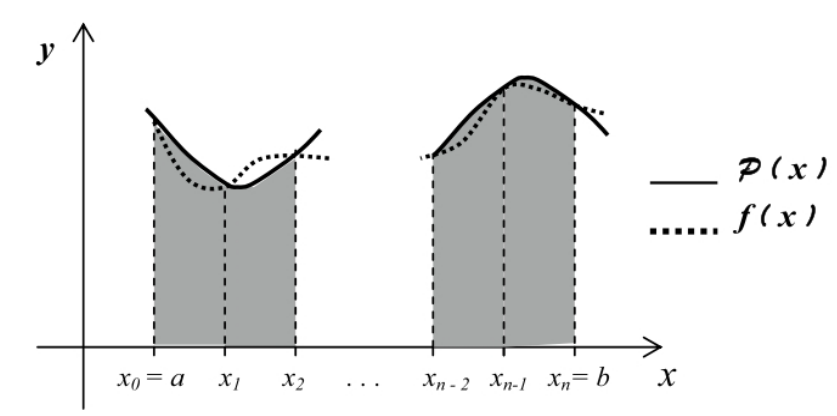 y
P(x)
f(x)
x₀ = a x₁ x₂ . . . xₙ₋₂ xₙ₋₁ xₙ = b x